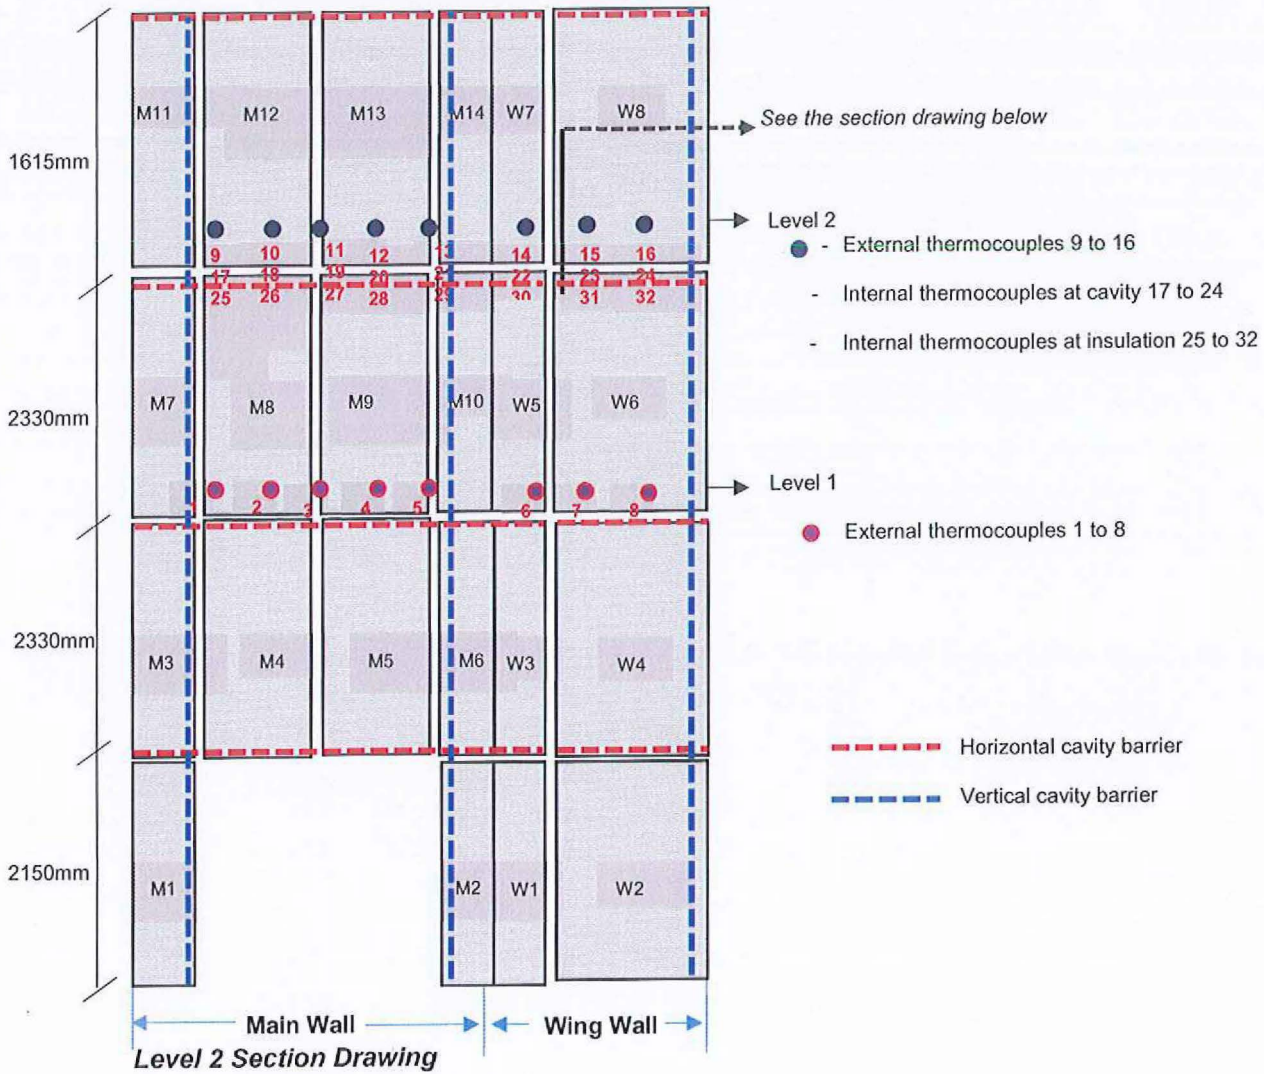 M11 M12 M13 M14 W7 W8
See the section drawing below
1615mm
Level 2
9 10 11 12 13 14 15 16
- External thermocouples 9 to 16
17 18 19 20 22 23 24
25 26 27 28 29 30 31 32
- Internal thermocouples at cavity 17 to 24
- Internal thermocouples at insulation 25 to 32
2330mm
M7 M8 M9 M10 W5 W6
Level 1
1 2 3 4 5 6 7 8
External thermocouples 1 to 8
2330mm
M3 M4 M5 M6 W3 W4
Horizontal cavity barrier
Vertical cavity barrier
2150mm
M1 M2 W1 W2
Main Wall Wing Wall
Level 2 Section Drawing